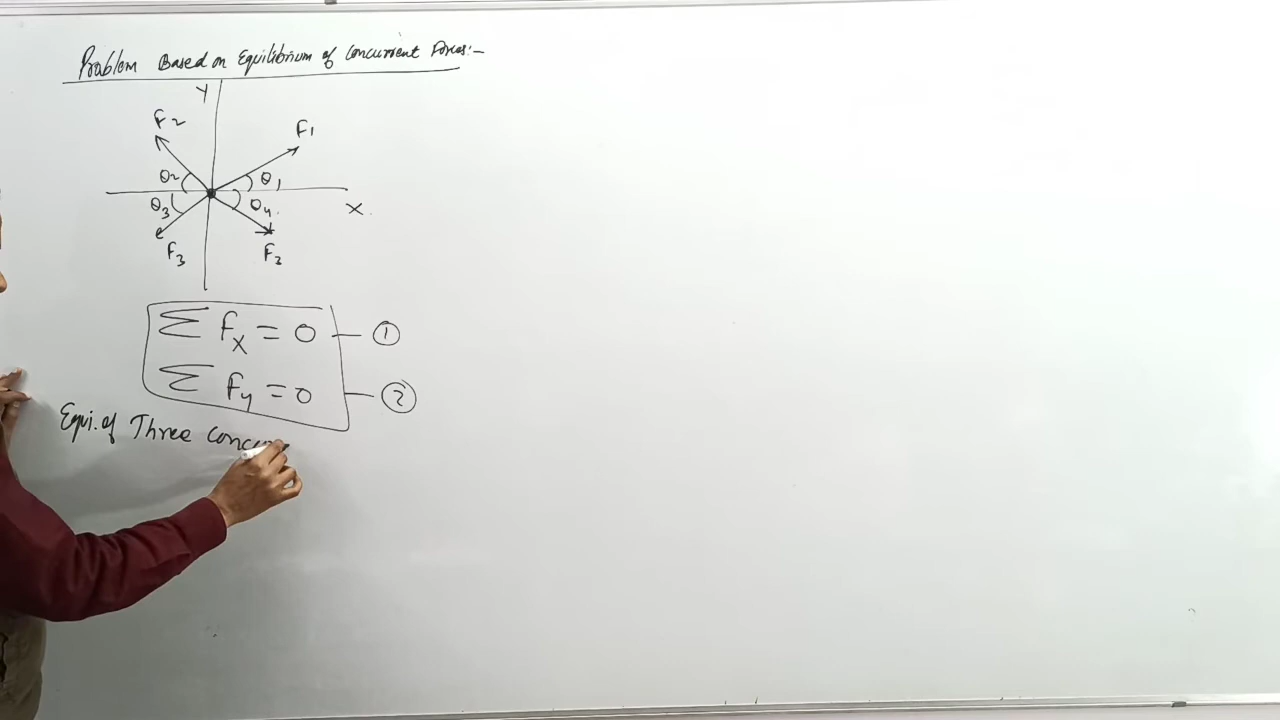 Problem Based on Equilibrium of Concurrent Forces:-
Y
F2
F1
θ2
θ1
θ3
θ4
X
F3
F3
Σ Fx = 0 — ①
Σ Fy = 0 — ②
Equi. of Three